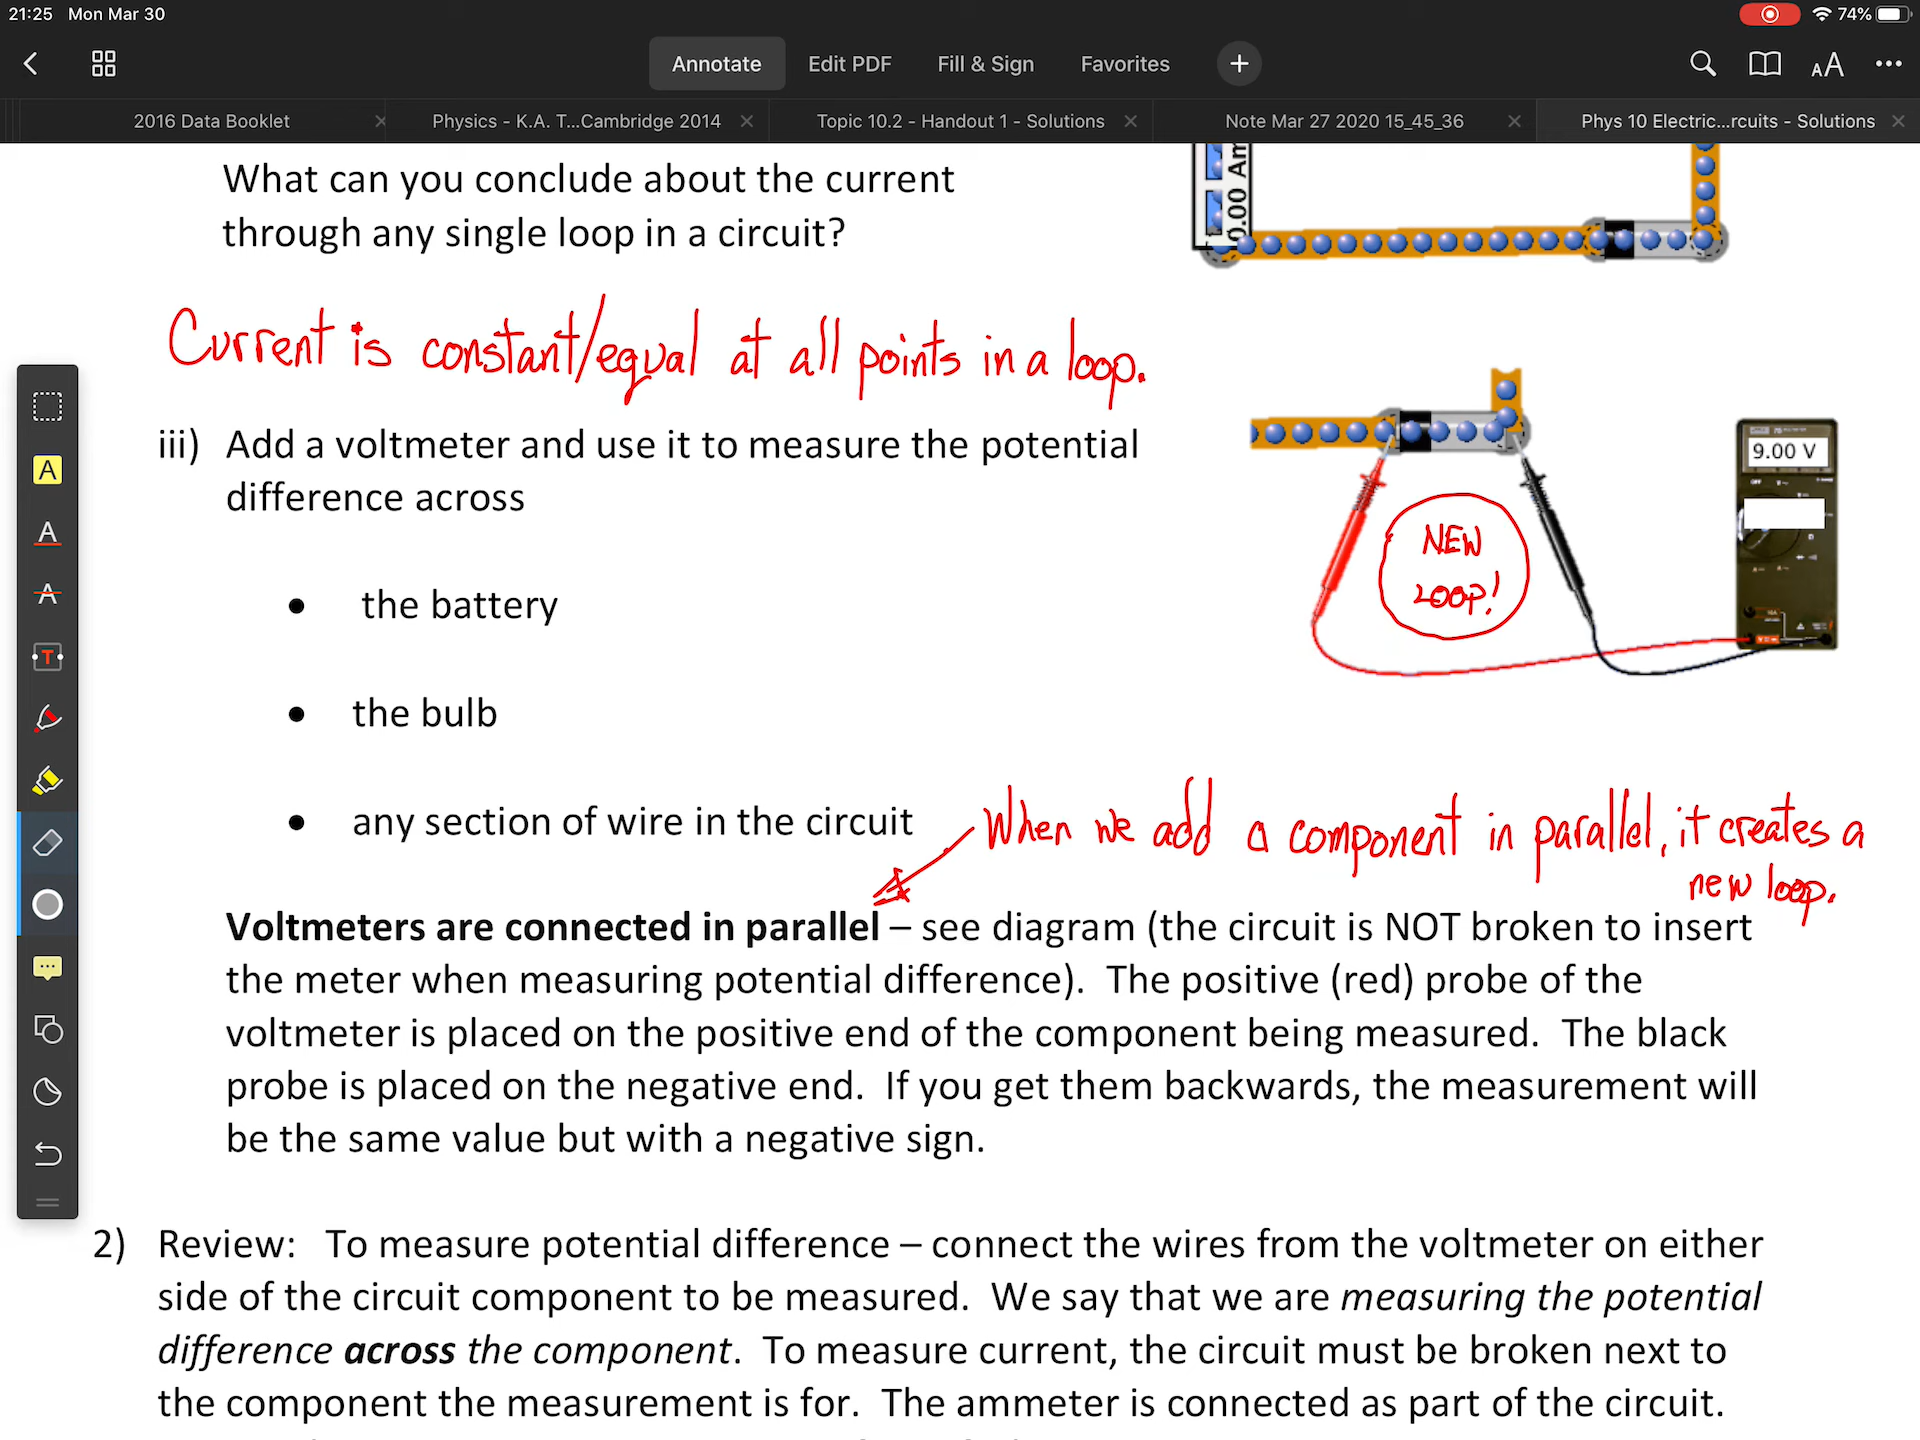 21:25 Mon Mar 30
74%
Annotate Edit PDF Fill & Sign Favorites +
AA
2016 Data Booklet × Physics - K.A. T...Cambridge 2014 × Topic 10.2 - Handout 1 - Solutions × Note Mar 27 2020 15_45_36 × Phys 10 Electric...rcuits - Solutions ×
What can you conclude about the current
through any single loop in a circuit?
0.00 Am
Current is constant/equal at all points in a loop.
iii) Add a voltmeter and use it to measure the potential
difference across
9.00 V
NEW
LOOP!
• the battery
• the bulb
• any section of wire in the circuit
When we add a component in parallel, it creates a
new loop.
Voltmeters are connected in parallel – see diagram (the circuit is NOT broken to insert
the meter when measuring potential difference). The positive (red) probe of the
voltmeter is placed on the positive end of the component being measured. The black
probe is placed on the negative end. If you get them backwards, the measurement will
be the same value but with a negative sign.
2) Review: To measure potential difference – connect the wires from the voltmeter on either
side of the circuit component to be measured. We say that we are measuring the potential
difference across the component. To measure current, the circuit must be broken next to
the component the measurement is for. The ammeter is connected as part of the circuit.